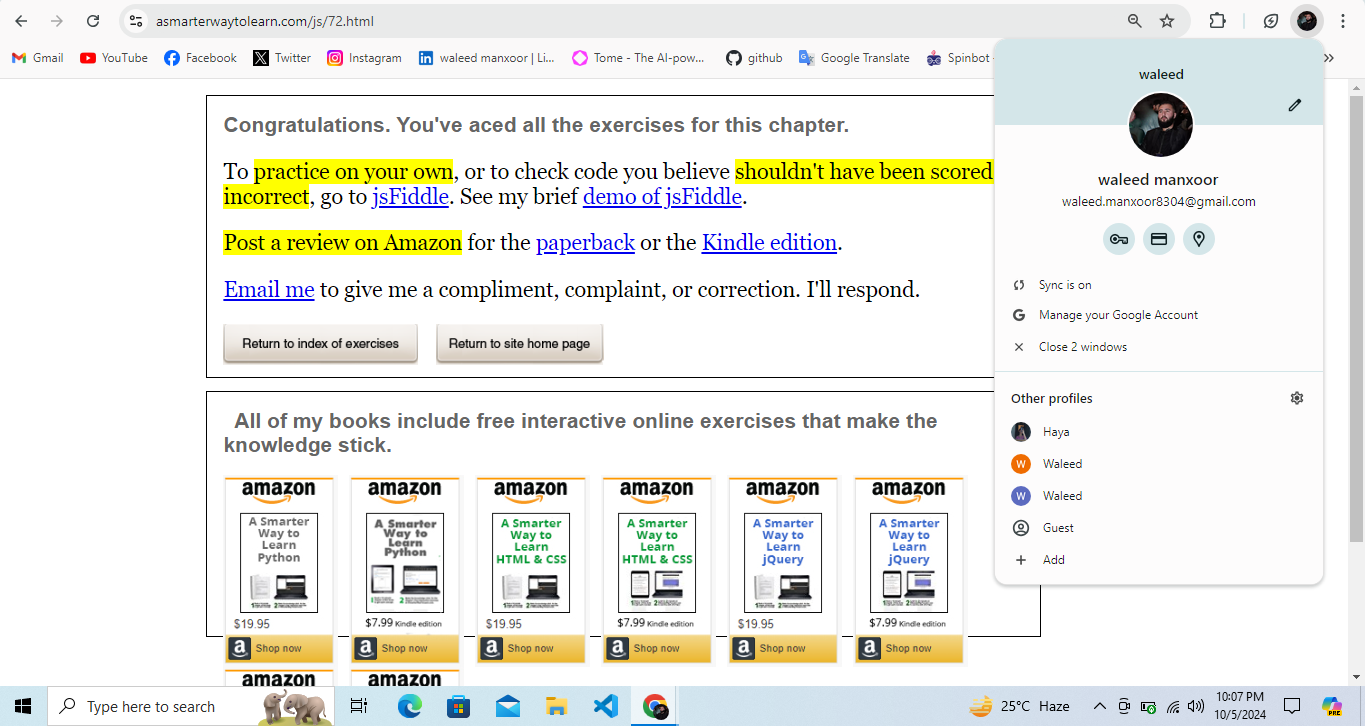 asmarterwaytolearn.com/js/72.html
Gmail YouTube Facebook Twitter Instagram waleed manxoor | Li... Tome - The AI-pow... github Google Translate Spinbot
waleed
waleed manxoor
waleed.manxoor8304@gmail.com
Sync is on
Manage your Google Account
Close 2 windows
Other profiles
Haya
W Waleed
W Waleed
Guest
Add
Congratulations. You've aced all the exercises for this chapter.
To practice on your own, or to check code you believe shouldn't have been scored
incorrect, go to jsFiddle. See my brief demo of jsFiddle.
Post a review on Amazon for the paperback or the Kindle edition.
Email me to give me a compliment, complaint, or correction. I'll respond.
Return to index of exercises Return to site home page
All of my books include free interactive online exercises that make the
knowledge stick.
amazon amazon amazon amazon amazon amazon
A Smarter A Smarter A Smarter A Smarter A Smarter A Smarter
Way to Way to Way to Way to Way to Way to
Learn Learn Learn Learn Learn Learn
Python Python HTML & CSS HTML & CSS jQuery jQuery
$19.95 $7.99 Kindle edition $19.95 $7.99 Kindle edition $19.95 $7.99 Kindle edition
a Shop now a Shop now a Shop now a Shop now a Shop now a Shop now
amazon amazon
Type here to search
25°C Haze
10:07 PM
10/5/2024
PRE